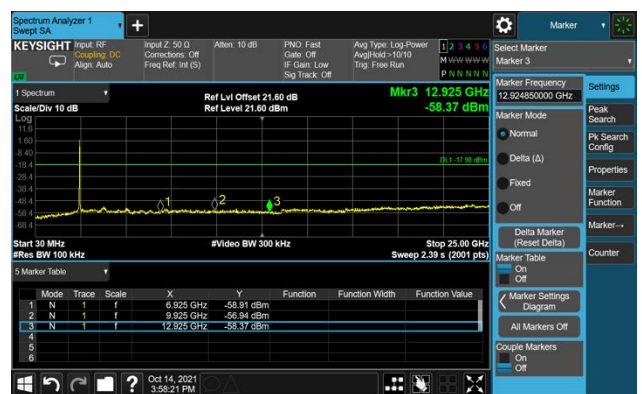 Spectrum Analyzer 1
Swept SA
Marker
KEYSIGHT
Input: RF
Coupling: DC
Align: Auto
Input Z: 50 Ω
Corrections: Off
Freq Ref: Int (S)
Atten: 10 dB
PNO: Fast
Gate: Off
IF Gain: Low
Sig Track: Off
Avg Type: Log-Power
Avg|Hold:>10/10
Trig: Free Run
1 2 3 4 5 6
M W W W W W
P N N N N N
Select Marker
Marker 3
1 Spectrum
Scale/Div 10 dB
Log
Ref Lvl Offset 21.60 dB
Ref Level 21.60 dBm
Mkr3 12.925 GHz
-58.37 dBm
11.6
1.60
-8.40
-18.4
-28.4
-38.4
-48.4
-58.4
-68.4
DL1 -17.98 dBm
1
2
3
Start 30 MHz
#Res BW 100 kHz
#Video BW 300 kHz
Stop 25.00 GHz
Sweep 2.39 s (2001 pts)
5 Marker Table
Mode Trace Scale X Y Function Function Width Function Value
1 N 1 f 6.925 GHz -58.91 dBm
2 N 1 f 9.925 GHz -56.94 dBm
3 N 1 f 12.925 GHz -58.37 dBm
4
5
6
Marker Frequency
12.924850000 GHz
Marker Mode
Normal
Delta (Δ)
Fixed
Off
Delta Marker
(Reset Delta)
Marker Table
On
Off
Marker Settings
Diagram
All Markers Off
Couple Markers
On
Off
Settings
Peak
Search
Pk Search
Config
Properties
Marker
Function
Marker→
Counter
?
Oct 14, 2021
3:58:21 PM